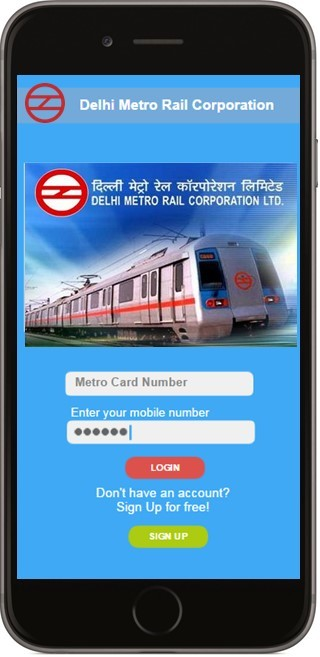 Delhi Metro Rail Corporation
दिल्ली मेट्रो रेल कॉरपोरेशन लिमिटेड
DELHI METRO RAIL CORPORATION LTD.
Metro Card Number
Enter your mobile number
LOGIN
Don't have an account?
Sign Up for free!
SIGN UP